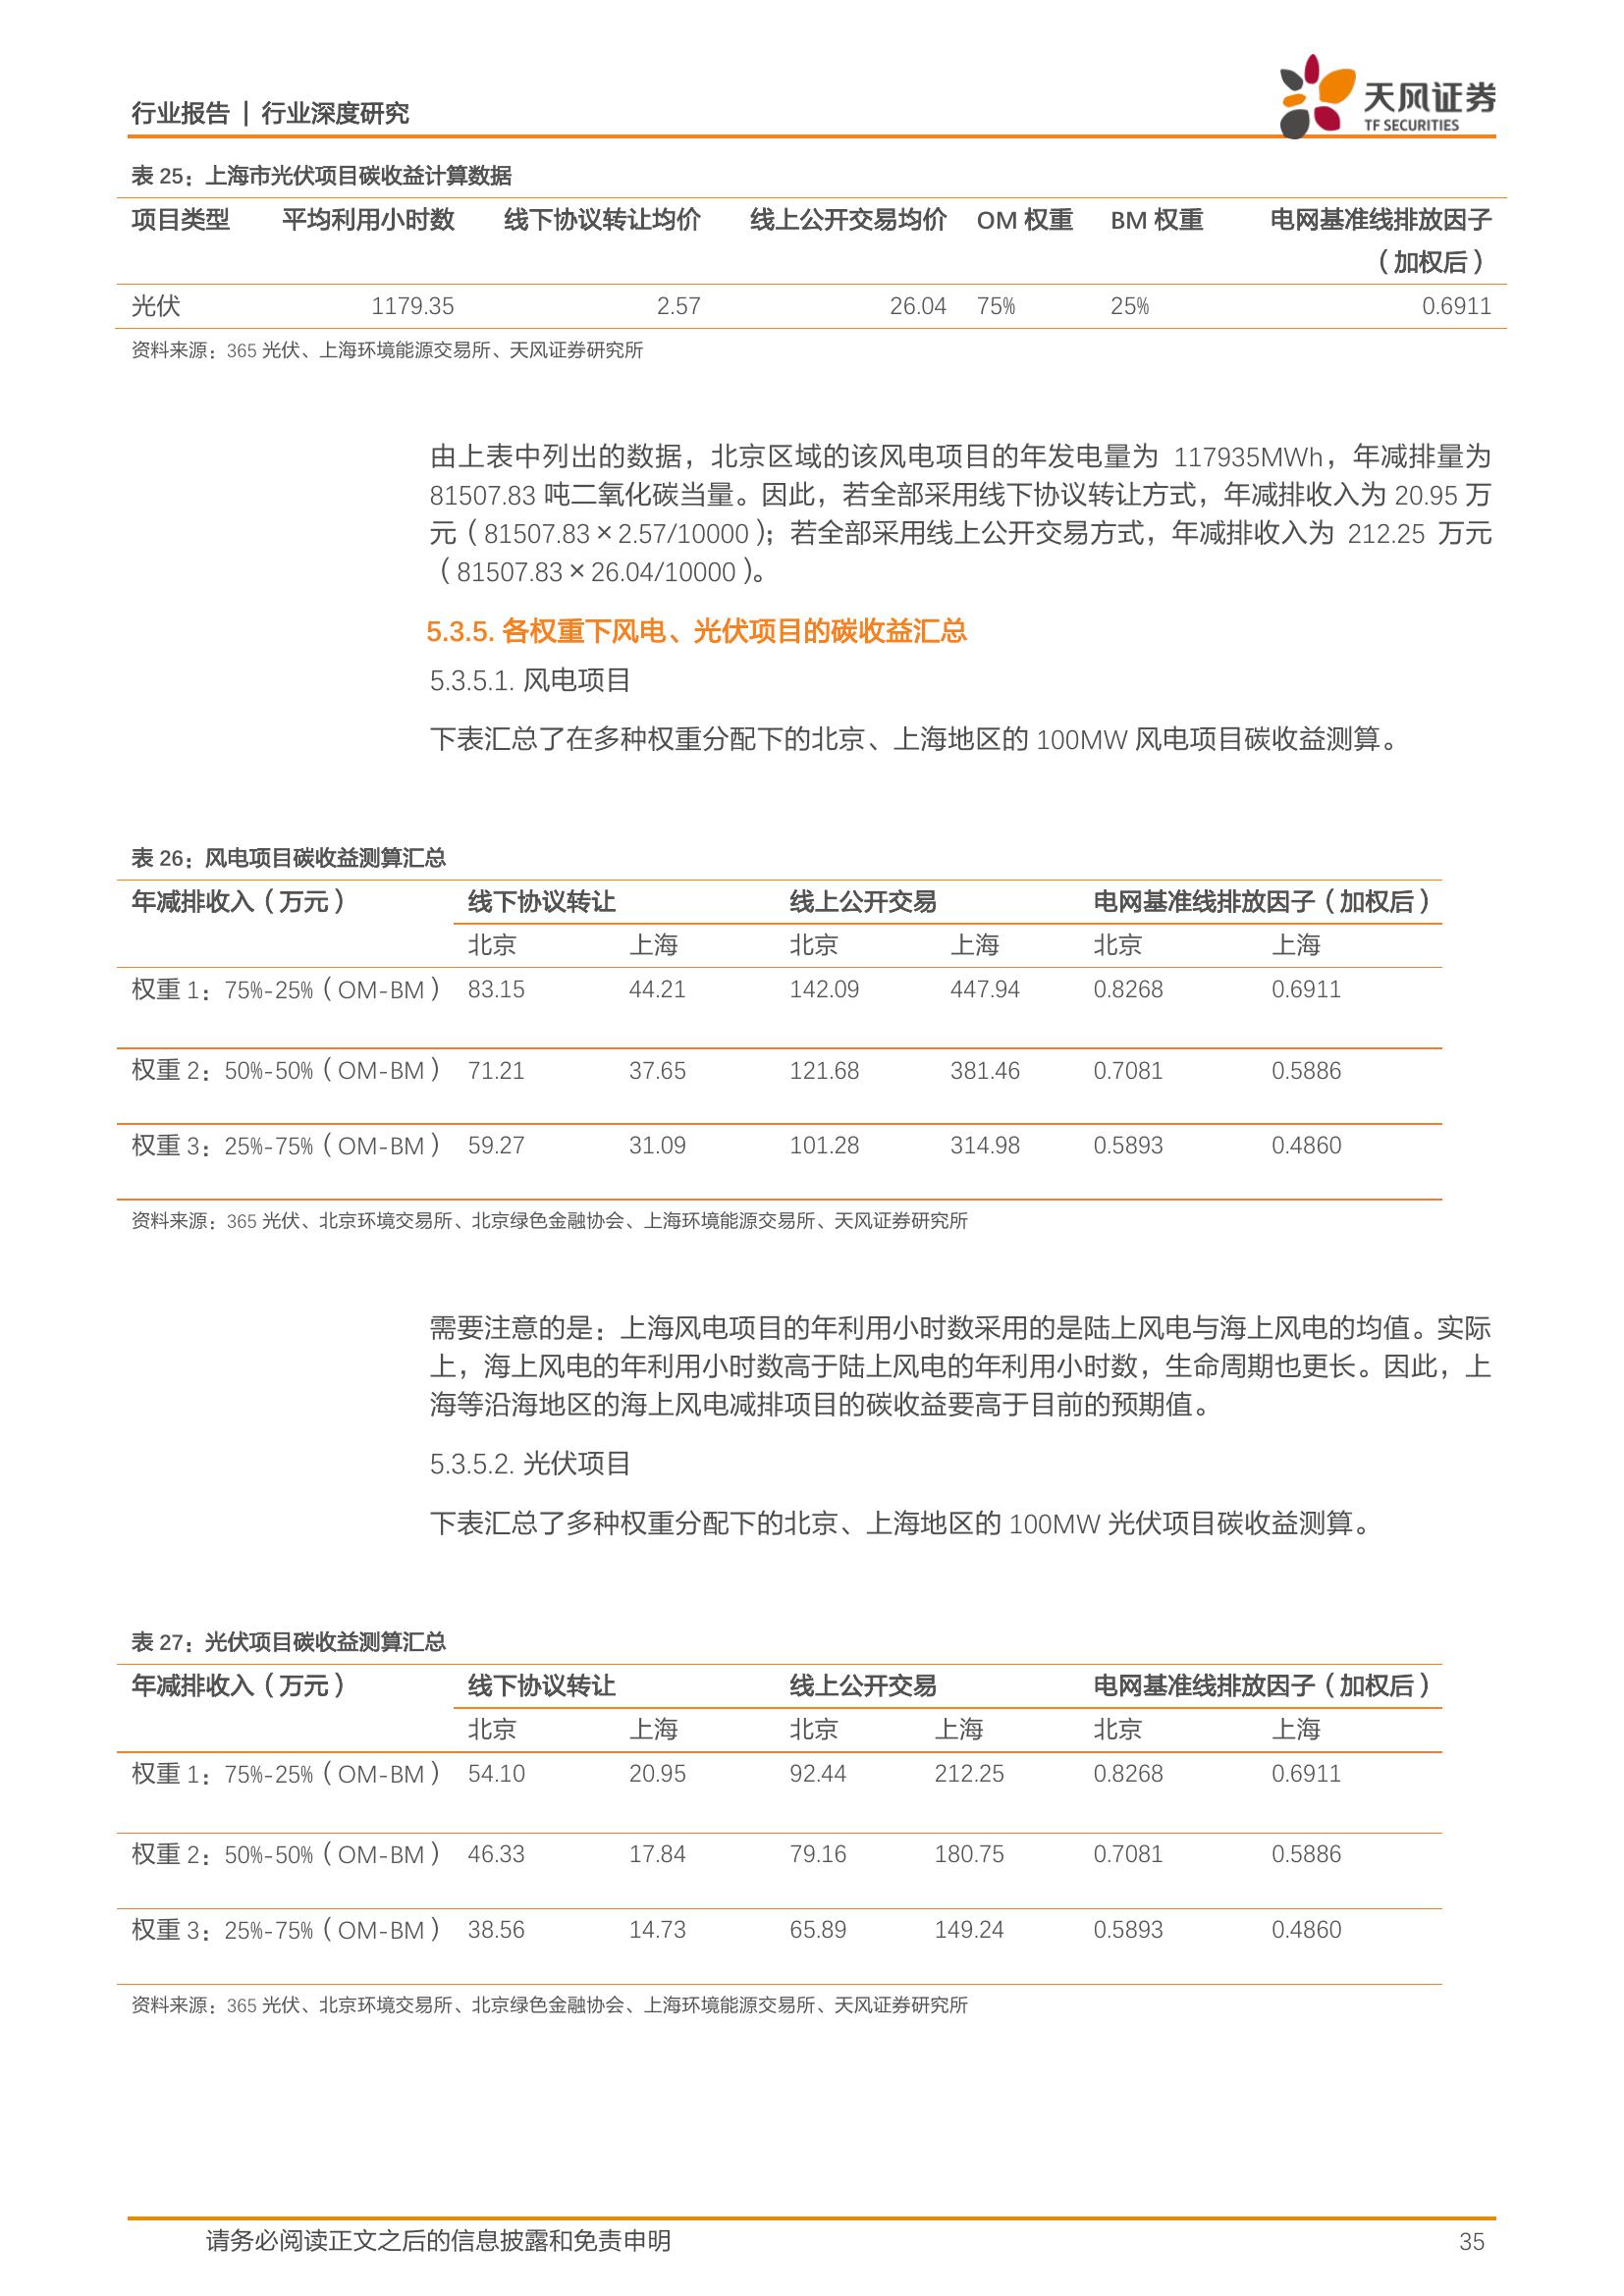 行业报告 | 行业深度研究
天风证券
TF SECURITIES
表 25：上海市光伏项目碳收益计算数据
项目类型 平均利用小时数 线下协议转让均价 线上公开交易均价 OM 权重 BM 权重 电网基准线排放因子
（加权后）
光伏 1179.35 2.57 26.04 75% 25% 0.6911
资料来源：365 光伏、上海环境能源交易所、天风证券研究所
由上表中列出的数据，北京区域的该风电项目的年发电量为 117935MWh，年减排量为
81507.83 吨二氧化碳当量。因此，若全部采用线下协议转让方式，年减排收入为 20.95 万
元（81507.83×2.57/10000）；若全部采用线上公开交易方式，年减排收入为 212.25 万元
（81507.83×26.04/10000）。
5.3.5. 各权重下风电、光伏项目的碳收益汇总
5.3.5.1. 风电项目
下表汇总了在多种权重分配下的北京、上海地区的 100MW 风电项目碳收益测算。
表 26：风电项目碳收益测算汇总
年减排收入（万元） 线下协议转让 线上公开交易 电网基准线排放因子（加权后）
北京 上海 北京 上海 北京 上海
权重 1：75%-25%（OM-BM） 83.15 44.21 142.09 447.94 0.8268 0.6911
权重 2：50%-50%（OM-BM） 71.21 37.65 121.68 381.46 0.7081 0.5886
权重 3：25%-75%（OM-BM） 59.27 31.09 101.28 314.98 0.5893 0.4860
资料来源：365 光伏、北京环境交易所、北京绿色金融协会、上海环境能源交易所、天风证券研究所
需要注意的是：上海风电项目的年利用小时数采用的是陆上风电与海上风电的均值。实际
上，海上风电的年利用小时数高于陆上风电的年利用小时数，生命周期也更长。因此，上
海等沿海地区的海上风电减排项目的碳收益要高于目前的预期值。
5.3.5.2. 光伏项目
下表汇总了多种权重分配下的北京、上海地区的 100MW 光伏项目碳收益测算。
表 27：光伏项目碳收益测算汇总
年减排收入（万元） 线下协议转让 线上公开交易 电网基准线排放因子（加权后）
北京 上海 北京 上海 北京 上海
权重 1：75%-25%（OM-BM） 54.10 20.95 92.44 212.25 0.8268 0.6911
权重 2：50%-50%（OM-BM） 46.33 17.84 79.16 180.75 0.7081 0.5886
权重 3：25%-75%（OM-BM） 38.56 14.73 65.89 149.24 0.5893 0.4860
资料来源：365 光伏、北京环境交易所、北京绿色金融协会、上海环境能源交易所、天风证券研究所
请务必阅读正文之后的信息披露和免责申明 35